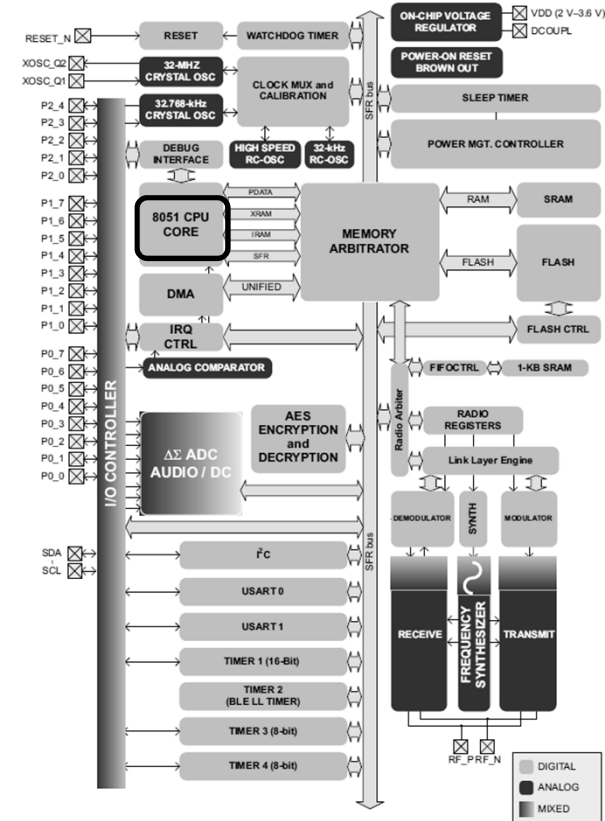 RESET_N
RESET
WATCHDOG TIMER
ON-CHIP VOLTAGE
REGULATOR
VDD (2 V–3.6 V)
DCOUPL
POWER-ON RESET
BROWN OUT
XOSC_Q2
XOSC_Q1
32-MHZ
CRYSTAL OSC
CLOCK MUX and
CALIBRATION
SFR bus
SLEEP TIMER
P2_4
P2_3
P2_2
P2_1
P2_0
32.768-kHz
CRYSTAL OSC
DEBUG
INTERFACE
HIGH SPEED
RC-OSC
32-kHz
RC-OSC
POWER MGT. CONTROLLER
P1_7
P1_6
P1_5
P1_4
P1_3
P1_2
P1_1
P1_0
8051 CPU
CORE
PDATA
XRAM
IRAM
SFR
UNIFIED
MEMORY
ARBITRATOR
RAM
SRAM
FLASH
FLASH
FLASH CTRL
DMA
IRQ
CTRL
ANALOG COMPARATOR
P0_7
P0_6
P0_5
P0_4
P0_3
P0_2
P0_1
P0_0
I/O CONTROLLER
ΔΣ ADC
AUDIO / DC
AES
ENCRYPTION
and
DECRYPTION
Radio Arbiter
FIFOCTRL
1-KB SRAM
RADIO
REGISTERS
Link Layer Engine
DEMODULATOR
SYNTH
MODULATOR
RECEIVE
FREQUENCY
SYNTHESIZER
TRANSMIT
RF_P
RF_N
SFR bus
SDA
SCL
I²C
USART 0
USART 1
TIMER 1 (16-Bit)
TIMER 2
(BLE LL TIMER)
TIMER 3 (8-bit)
TIMER 4 (8-bit)
DIGITAL
ANALOG
MIXED